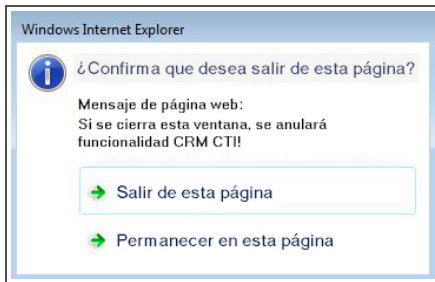 Windows Internet Explorer
¿Confirma que desea salir de esta página?
Mensaje de página web:
Si se cierra esta ventana, se anulará
funcionalidad CRM CTI!
Salir de esta página
Permanecer en esta página